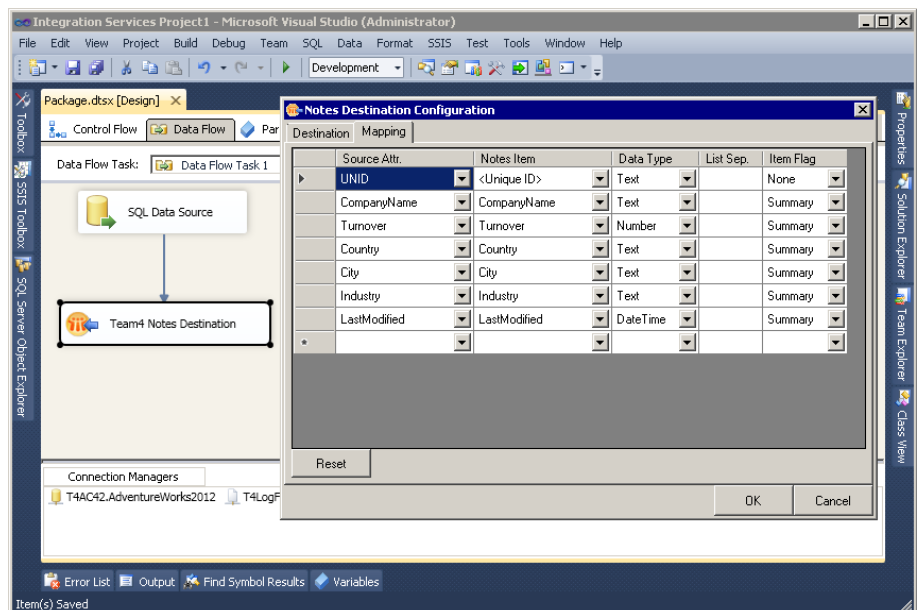 Integration Services Project1 - Microsoft Visual Studio (Administrator)
File Edit View Project Build Debug Team SQL Data Format SSIS Test Tools Window Help
Development
Package.dtsx [Design]
Control Flow Data Flow Par
Data Flow Task: Data Flow Task 1
SQL Data Source
Team4 Notes Destination
Notes Destination Configuration
Destination Mapping
Source Attr. Notes Item Data Type List Sep. Item Flag
UNID <Unique ID> Text None
CompanyName CompanyName Text Summary
Turnover Turnover Number Summary
Country Country Text Summary
City City Text Summary
Industry Industry Text Summary
LastModified LastModified DateTime Summary
Reset
OK Cancel
Connection Managers
T4AC42.AdventureWorks2012 T4LogF
Toolbox
SSIS Toolbox
SQL Server Object Explorer
Properties
Solution Explorer
Team Explorer
Class View
Error List Output Find Symbol Results Variables
Item(s) Saved